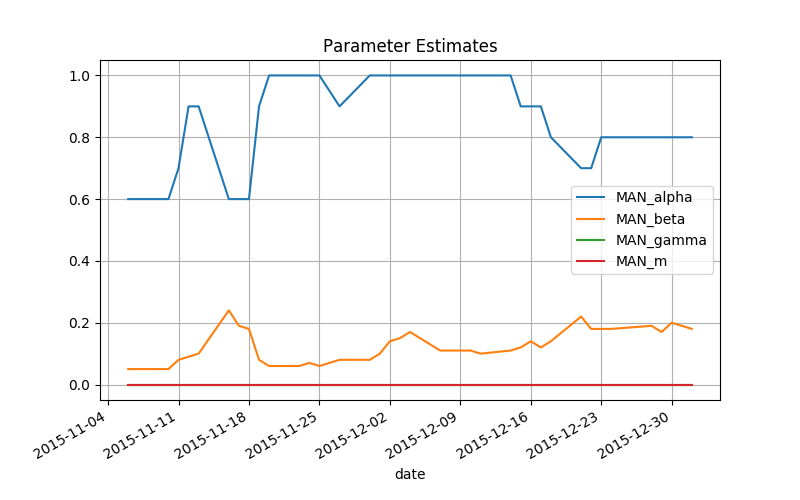 Parameter Estimates
1.0
0.8
0.6
0.4
0.2
0.0
MAN_alpha
MAN_beta
MAN_gamma
MAN_m
2015-11-04
2015-11-11
2015-11-18
2015-11-25
2015-12-02
2015-12-09
2015-12-16
2015-12-23
2015-12-30
date